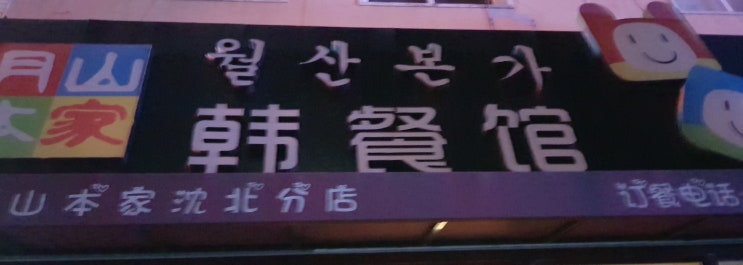 月山
本家
월산본가
韩餐馆
山本家沈北分店
订餐电话